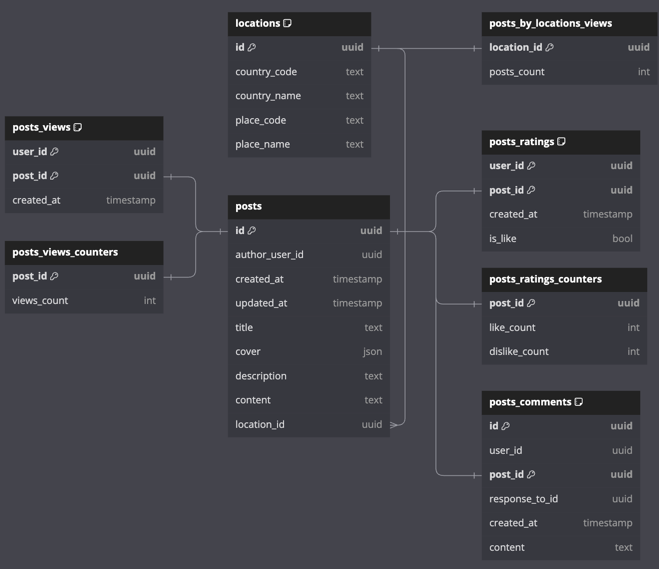 locations
id uuid
country_code text
country_name text
place_code text
place_name text
posts_by_locations_views
location_id uuid
posts_count int
posts_views
user_id uuid
post_id uuid
created_at timestamp
posts_ratings
user_id uuid
post_id uuid
created_at timestamp
is_like bool
posts
id uuid
author_user_id uuid
created_at timestamp
updated_at timestamp
title text
cover json
description text
content text
location_id uuid
posts_views_counters
post_id uuid
views_count int
posts_ratings_counters
post_id uuid
like_count int
dislike_count int
posts_comments
id uuid
user_id uuid
post_id uuid
response_to_id uuid
created_at timestamp
content text